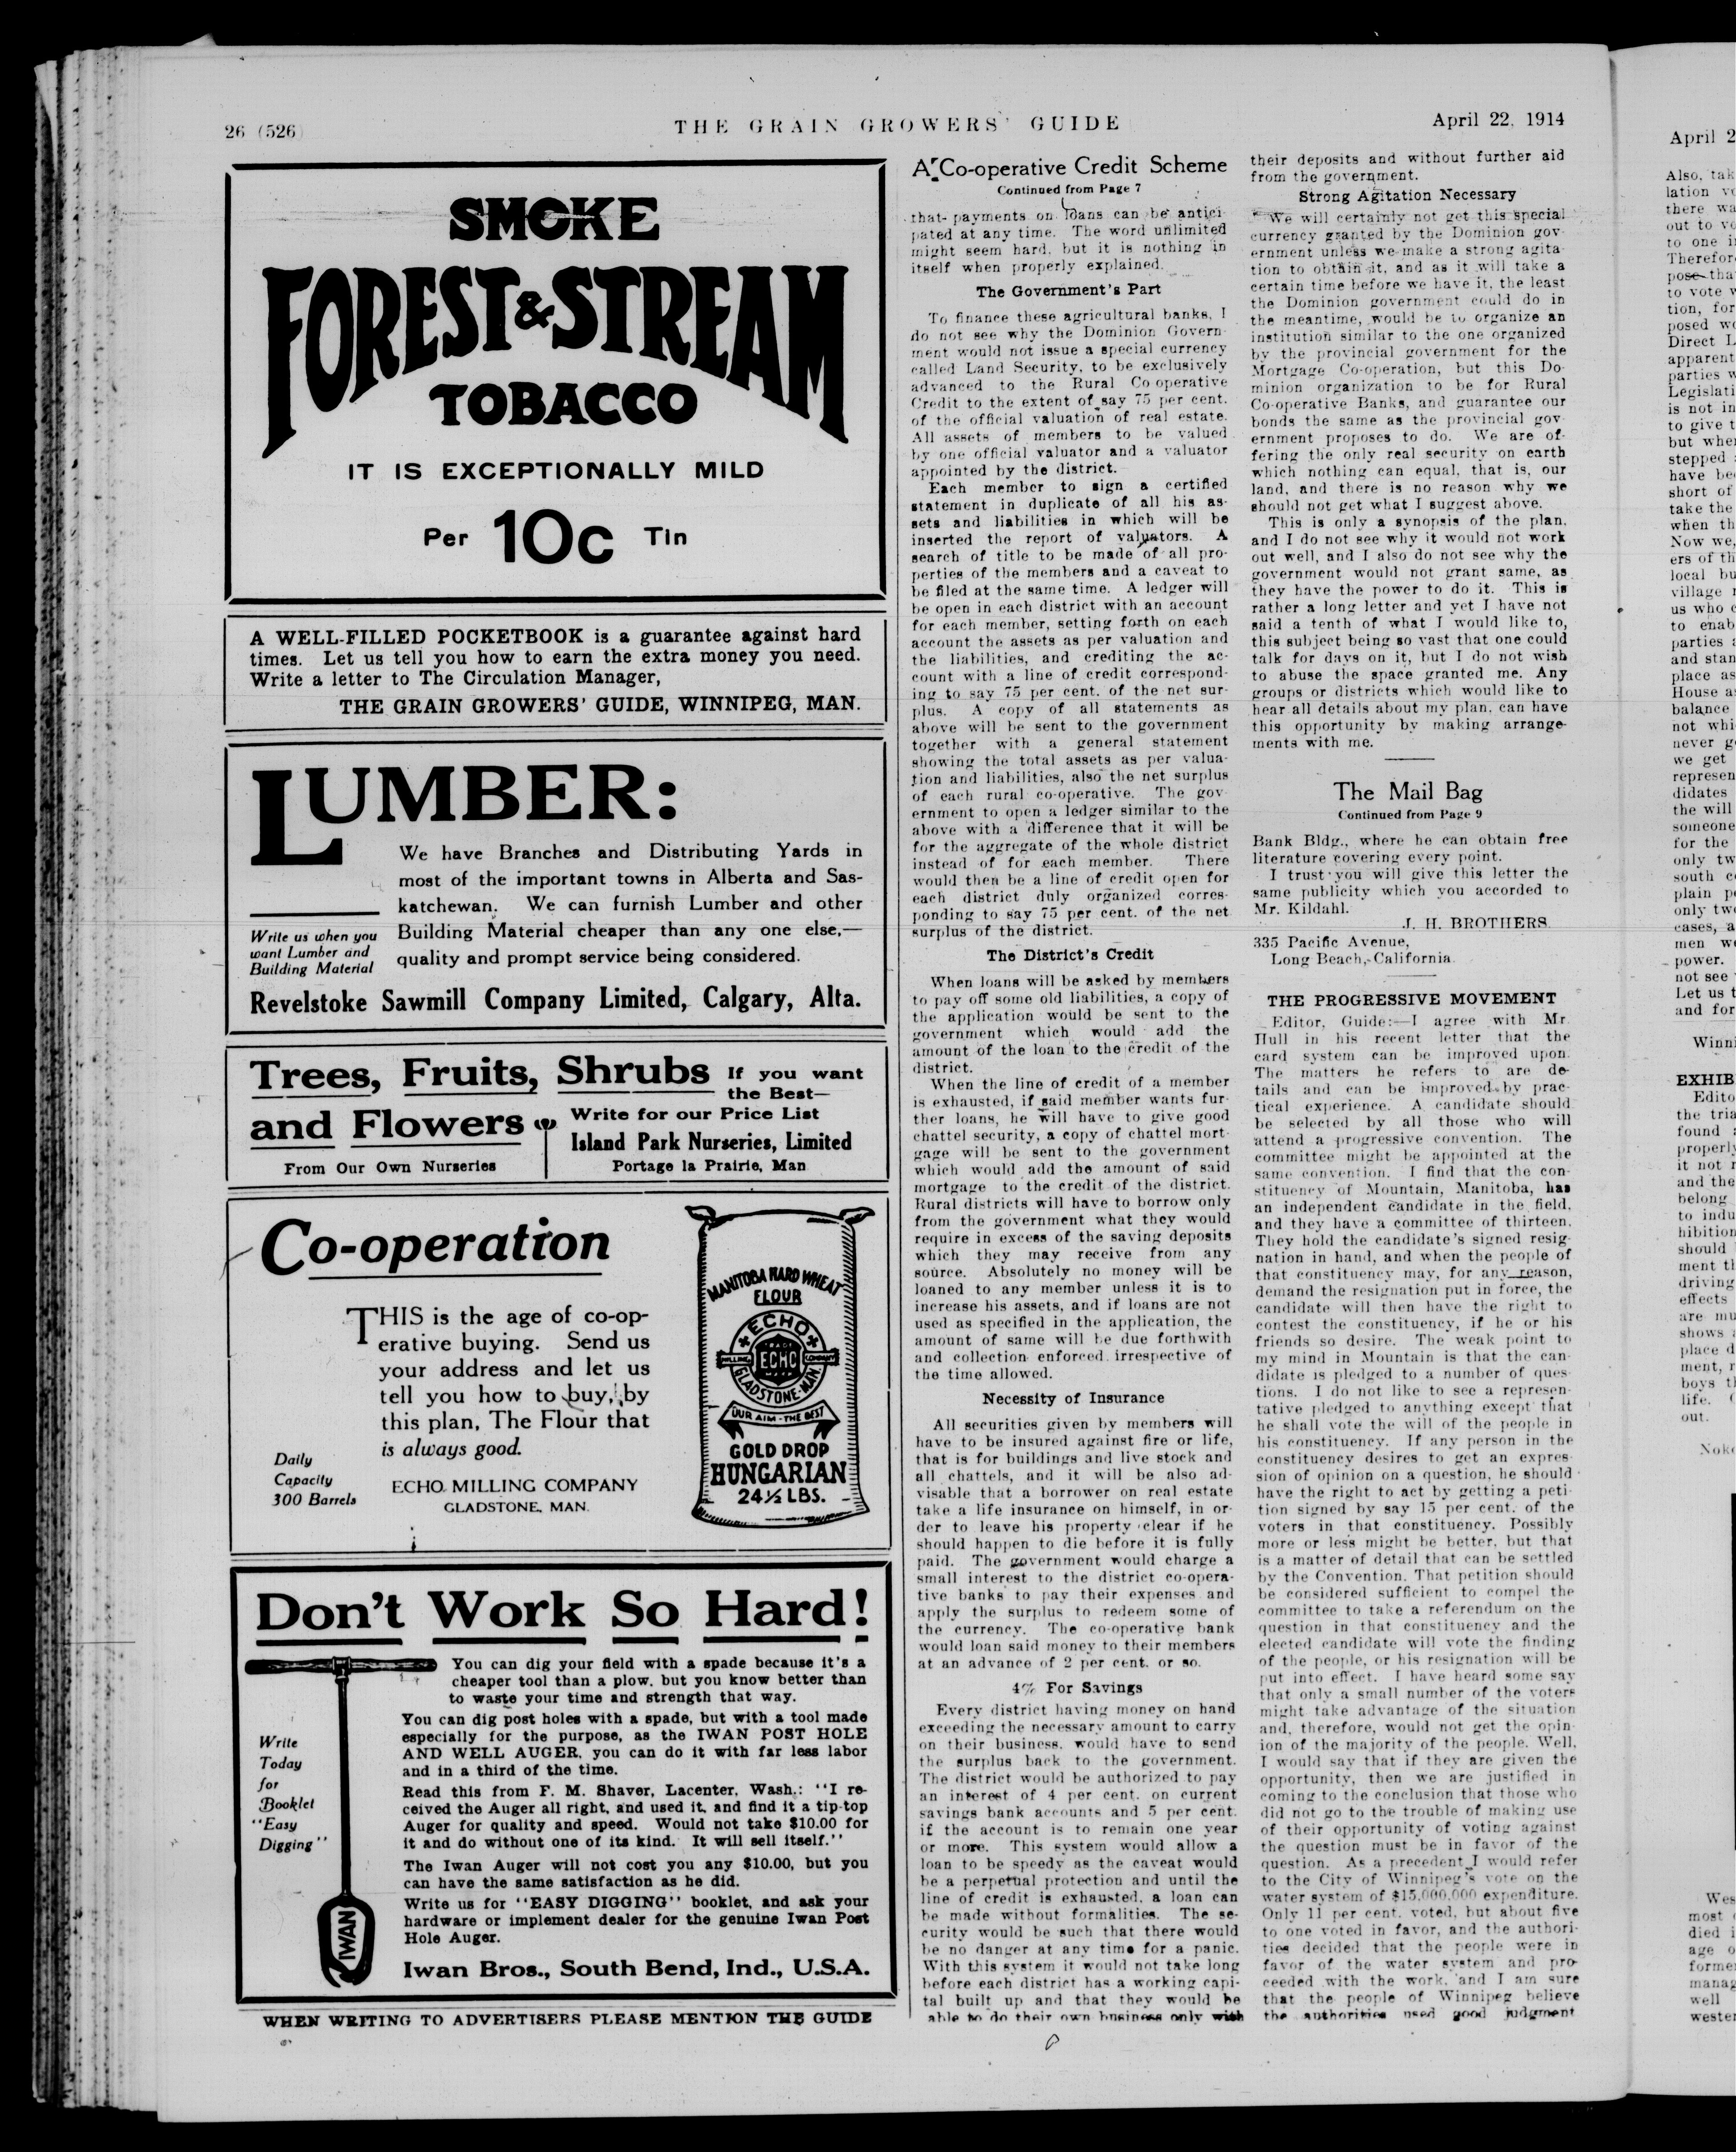 26 (526)
THE GRAIN GROWERS' GUIDE
April 22, 1914
SMOKE
FOREST & STREAM
TOBACCO
IT IS EXCEPTIONALLY MILD
Per 10c Tin
A WELL-FILLED POCKETBOOK is a guarantee against hard
times. Let us tell you how to earn the extra money you need.
Write a letter to The Circulation Manager,
THE GRAIN GROWERS' GUIDE, WINNIPEG, MAN.
LUMBER:
We have Branches and Distributing Yards in
most of the important towns in Alberta and Sas-
katchewan. We can furnish Lumber and other
Building Material cheaper than any one else,—
quality and prompt service being considered.
Write us when you
want Lumber and
Building Material
Revelstoke Sawmill Company Limited, Calgary, Alta.
Trees, Fruits, Shrubs
and Flowers
From Our Own Nurseries
If you want
the Best—
Write for our Price List
Island Park Nurseries, Limited
Portage la Prairie, Man
Co-operation
THIS is the age of co-op-
erative buying. Send us
your address and let us
tell you how to buy, by
this plan, The Flour that
is always good.
Daily
Capacity
300 Barrels
ECHO MILLING COMPANY
GLADSTONE, MAN.
MANITOBA HARD WHEAT
FLOUR
ECHO
MILLING COMPANY
ECHO
GLADSTONE-MAN
OUR AIM-THE BEST
GOLD DROP
HUNGARIAN
24½ LBS.
Don't Work So Hard!
You can dig your field with a spade because it's a
cheaper tool than a plow, but you know better than
to waste your time and strength that way.
You can dig post holes with a spade, but with a tool made
especially for the purpose, as the IWAN POST HOLE
AND WELL AUGER, you can do it with far less labor
and in a third of the time.
Read this from F. M. Shaver, Lacenter, Wash.: "I re-
ceived the Auger all right, and used it, and find it a tip-top
Auger for quality and speed. Would not take $10.00 for
it and do without one of its kind. It will sell itself."
The Iwan Auger will not cost you any $10.00, but you
can have the same satisfaction as he did.
Write us for "EASY DIGGING" booklet, and ask your
hardware or implement dealer for the genuine Iwan Post
Hole Auger.
Iwan Bros., South Bend, Ind., U.S.A.
Write
Today
for
Booklet
"Easy
Digging"
IWAN
WHEN WRITING TO ADVERTISERS PLEASE MENTION THE GUIDE
A Co-operative Credit Scheme
Continued from Page 7
that payments on loans can be antici-
pated at any time. The word unlimited
might seem hard, but it is nothing in
itself when properly explained.
The Government's Part
To finance these agricultural banks, I
do not see why the Dominion Govern-
ment would not issue a special currency
called Land Security, to be exclusively
advanced to the Rural Co operative
Credit to the extent of say 75 per cent.
of the official valuation of real estate.
All assets of members to be valued
by one official valuator and a valuator
appointed by the district.
Each member to sign a certified
statement in duplicate of all his as-
sets and liabilities in which will be
inserted the report of valuators. A
search of title to be made of all pro-
perties of the members and a caveat to
be filed at the same time. A ledger will
be open in each district with an account
for each member, setting forth on each
account the assets as per valuation and
the liabilities, and crediting the ac-
count with a line of credit correspond-
ing to say 75 per cent. of the net sur-
plus. A copy of all statements as
above will be sent to the government
together with a general statement
showing the total assets as per valua-
tion and liabilities, also the net surplus
of each rural co-operative. The gov-
ernment to open a ledger similar to the
above with a difference that it will be
for the aggregate of the whole district
instead of for each member. There
would then be a line of credit open for
each district duly organized corres-
ponding to say 75 per cent. of the net
surplus of the district.
The District's Credit
When loans will be asked by members
to pay off some old liabilities, a copy of
the application would be sent to the
government which would add the
amount of the loan to the credit of the
district.
When the line of credit of a member
is exhausted, if said member wants fur-
ther loans, he will have to give good
chattel security, a copy of chattel mort-
gage will be sent to the government
which would add the amount of said
mortgage to the credit of the district.
Rural districts will have to borrow only
from the government what they would
require in excess of the saving deposits
which they may receive from any
source. Absolutely no money will be
loaned to any member unless it is to
increase his assets, and if loans are not
used as specified in the application, the
amount of same will be due forthwith
and collection enforced irrespective of
the time allowed.
Necessity of Insurance
All securities given by members will
have to be insured against fire or life,
that is for buildings and live stock and
all chattels, and it will be also ad-
visable that a borrower on real estate
take a life insurance on himself, in or-
der to leave his property clear if he
should happen to die before it is fully
paid. The government would charge a
small interest to the district co-opera-
tive banks to pay their expenses and
apply the surplus to redeem some of
the currency. The co-operative bank
would loan said money to their members
at an advance of 2 per cent. or so.
4% For Savings
Every district having money on hand
exceeding the necessary amount to carry
on their business, would have to send
the surplus back to the government.
The district would be authorized to pay
an interest of 4 per cent. on current
savings bank accounts and 5 per cent.
if the account is to remain one year
or more. This system would allow a
loan to be speedy as the caveat would
be a perpetual protection and until the
line of credit is exhausted, a loan can
be made without formalities. The se-
curity would be such that there would
be no danger at any time for a panic.
With this system it would not take long
before each district has a working capi-
tal built up and that they would be
able to do their own business only with
their deposits and without further aid
from the government.
Strong Agitation Necessary
We will certainly not get this special
currency granted by the Dominion gov-
ernment unless we make a strong agita-
tion to obtain it, and as it will take a
certain time before we have it, the least
the Dominion government could do in
the meantime, would be to organize an
institution similar to the one organized
by the provincial government for the
Mortgage Co-operation, but this Do-
minion organization to be for Rural
Co-operative Banks, and guarantee our
bonds the same as the provincial gov-
ernment proposes to do. We are of-
fering the only real security on earth
which nothing can equal, that is, our
land, and there is no reason why we
should not get what I suggest above.
This is only a synopsis of the plan,
and I do not see why it would not work
out well, and I also do not see why the
government would not grant same, as
they have the power to do it. This is
rather a long letter and yet I have not
said a tenth of what I would like to,
this subject being so vast that one could
talk for days on it, but I do not wish
to abuse the space granted me. Any
groups or districts which would like to
hear all details about my plan, can have
this opportunity by making arrange-
ments with me.
The Mail Bag
Continued from Page 9
Bank Bldg., where he can obtain free
literature covering every point.
I trust you will give this letter the
same publicity which you accorded to
Mr. Kildahl.
J. H. BROTHERS
335 Pacific Avenue,
Long Beach, California.
THE PROGRESSIVE MOVEMENT
Editor, Guide:—I agree with Mr.
Hull in his recent letter that the
card system can be improved upon.
The matters he refers to are de-
tails and can be improved by prac-
tical experience. A candidate should
be selected by all those who will
attend a progressive convention. The
committee might be appointed at the
same convention. I find that the con-
stituency of Mountain, Manitoba, has
an independent candidate in the field,
and they have a committee of thirteen.
They hold the candidate's signed resig-
nation in hand, and when the people of
that constituency may, for any reason,
demand the resignation put in force, the
candidate will then have the right to
contest the constituency, if he or his
friends so desire. The weak point to
my mind in Mountain is that the can-
didate is pledged to a number of ques-
tions. I do not like to see a represen-
tative pledged to anything except that
he shall vote the will of the people in
his constituency. If any person in the
constituency desires to get an expres-
sion of opinion on a question, he should
have the right to act by getting a peti-
tion signed by say 15 per cent. of the
voters in that constituency. Possibly
more or less might be better, but that
is a matter of detail that can be settled
by the Convention. That petition should
be considered sufficient to compel the
committee to take a referendum on the
question in that constituency and the
elected candidate will vote the finding
of the people, or his resignation will be
put into effect. I have heard some say
that only a small number of the voters
might take advantage of the situation
and, therefore, would not get the opin-
ion of the majority of the people. Well,
I would say that if they are given the
opportunity, then we are justified in
coming to the conclusion that those who
did not go to the trouble of making use
of their opportunity of voting against
the question must be in favor of the
question. As a precedent I would refer
to the City of Winnipeg's vote on the
water system of $15,000,000 expenditure.
Only 11 per cent. voted, but about five
to one voted in favor, and the authori-
ties decided that the people were in
favor of the water system and pro-
ceeded with the work, and I am sure
that the people of Winnipeg believe
the authorities used good judgment